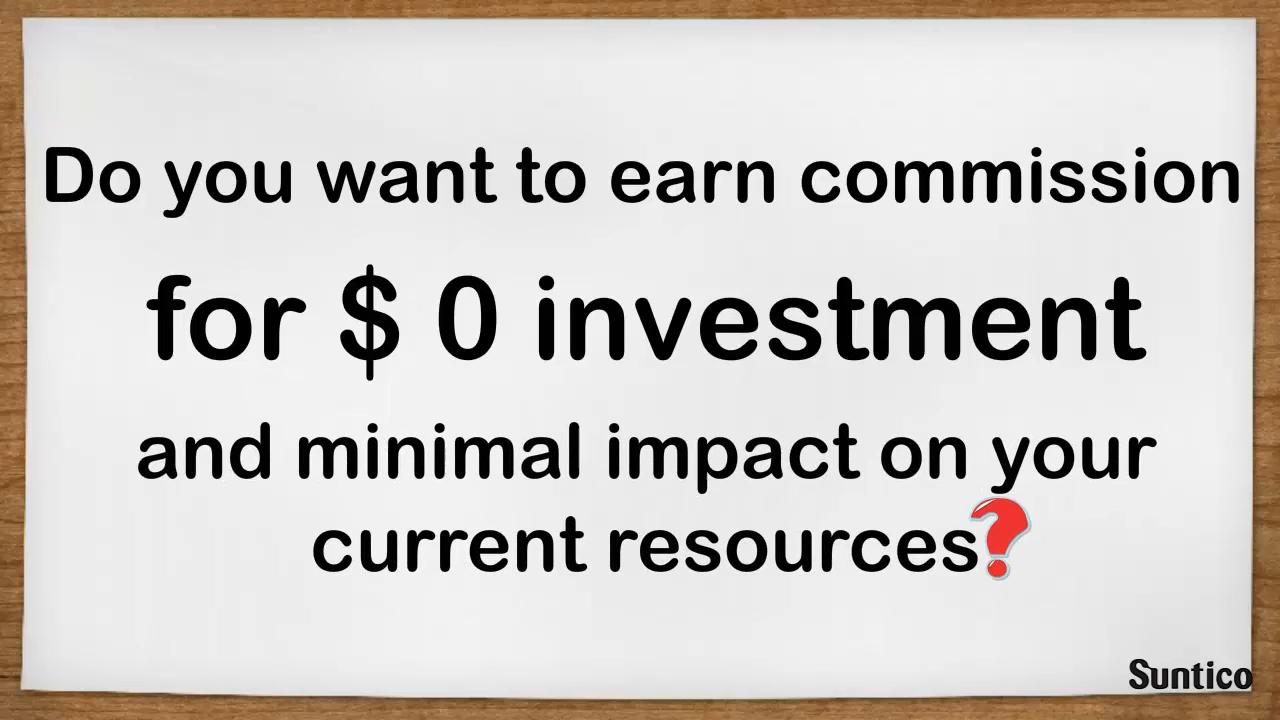 Do you want to earn commission
for $ 0 investment
and minimal impact on your
current resources?
Suntico